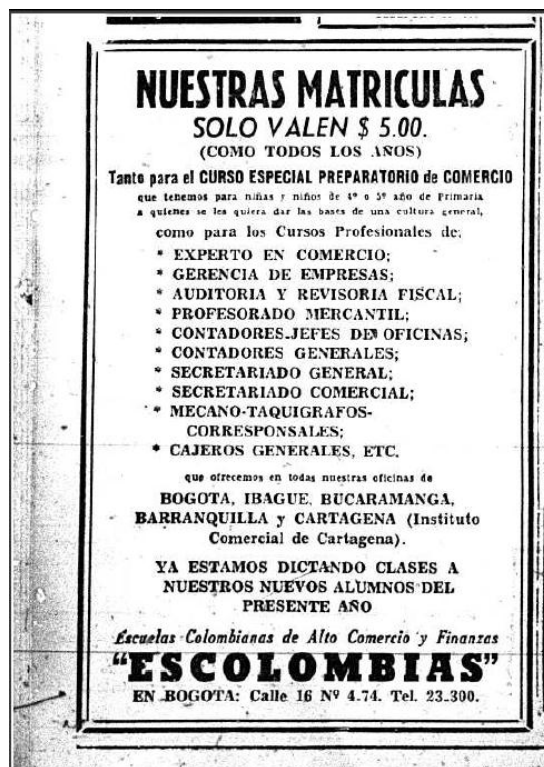 NUESTRAS MATRICULAS
SOLO VALEN $ 5.00.
(COMO TODOS LOS AÑOS)
Tanto para el CURSO ESPECIAL PREPARATORIO de COMERCIO
que tenemos para niñas y niños de 4º o 5º año de Primaria
a quienes se les quiera dar las bases de una cultura general,
como para los Cursos Profesionales de:
* EXPERTO EN COMERCIO;
* GERENCIA DE EMPRESAS;
* AUDITORIA Y REVISORIA FISCAL;
* PROFESORADO MERCANTIL;
* CONTADORES-JEFES DE OFICINAS;
* CONTADORES GENERALES;
* SECRETARIADO GENERAL;
* SECRETARIADO COMERCIAL;
* MECANO-TAQUIGRAFOS-
CORRESPONSALES;
* CAJEROS GENERALES, ETC.
que ofrecemos en todas nuestras oficinas de
BOGOTA, IBAGUE, BUCARAMANGA,
BARRANQUILLA y CARTAGENA (Instituto
Comercial de Cartagena).
YA ESTAMOS DICTANDO CLASES A
NUESTROS NUEVOS ALUMNOS DEL
PRESENTE AÑO
Escuelas Colombianas de Alto Comercio y Finanzas
"ESCOLOMBIAS"
EN BOGOTA: Calle 16 Nº 4-74. Tel. 23-300.